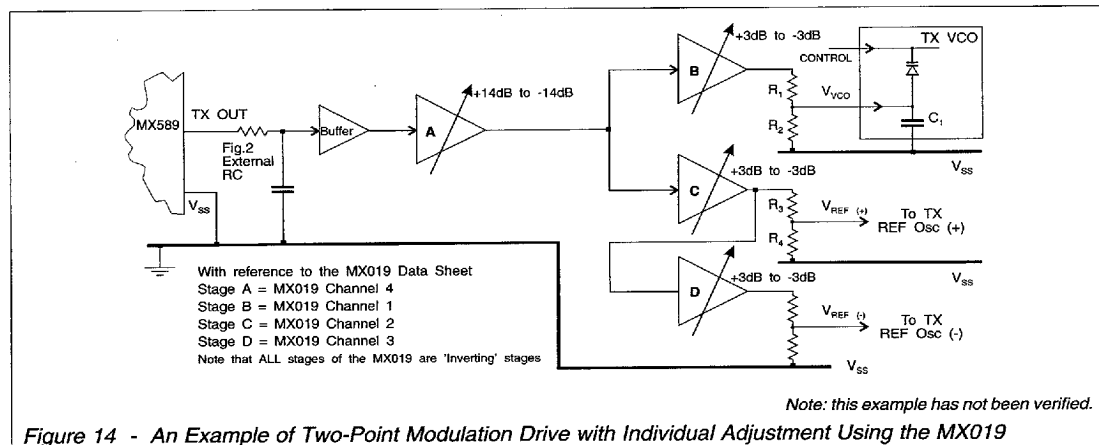 +3dB to -3dB
TX VCO
CONTROL
B
+14dB to -14dB
R1
TX OUT
VVCO
MX589
C1
Buffer
A
R2
Fig.2
External
RC
VSS
+3dB to -3dB
C
R3
VSS
VREF (+)
To TX
REF Osc (+)
R4
With reference to the MX019 Data Sheet
Stage A = MX019 Channel 4
Stage B = MX019 Channel 1
Stage C = MX019 Channel 2
Stage D = MX019 Channel 3
Note that ALL stages of the MX019 are 'Inverting' stages
+3dB to -3dB
VSS
D
VREF (-)
To TX
REF Osc (-)
VSS
Note: this example has not been verified.
Figure 14 - An Example of Two-Point Modulation Drive with Individual Adjustment Using the MX019